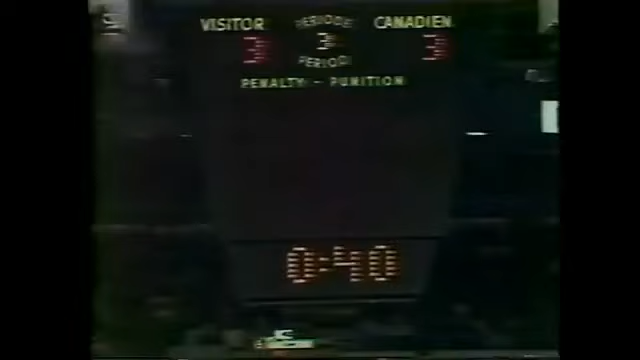 VISITOR PERIODE CANADIEN
3 3 3
PERIOD
PENALTY - PUNITION
0:40